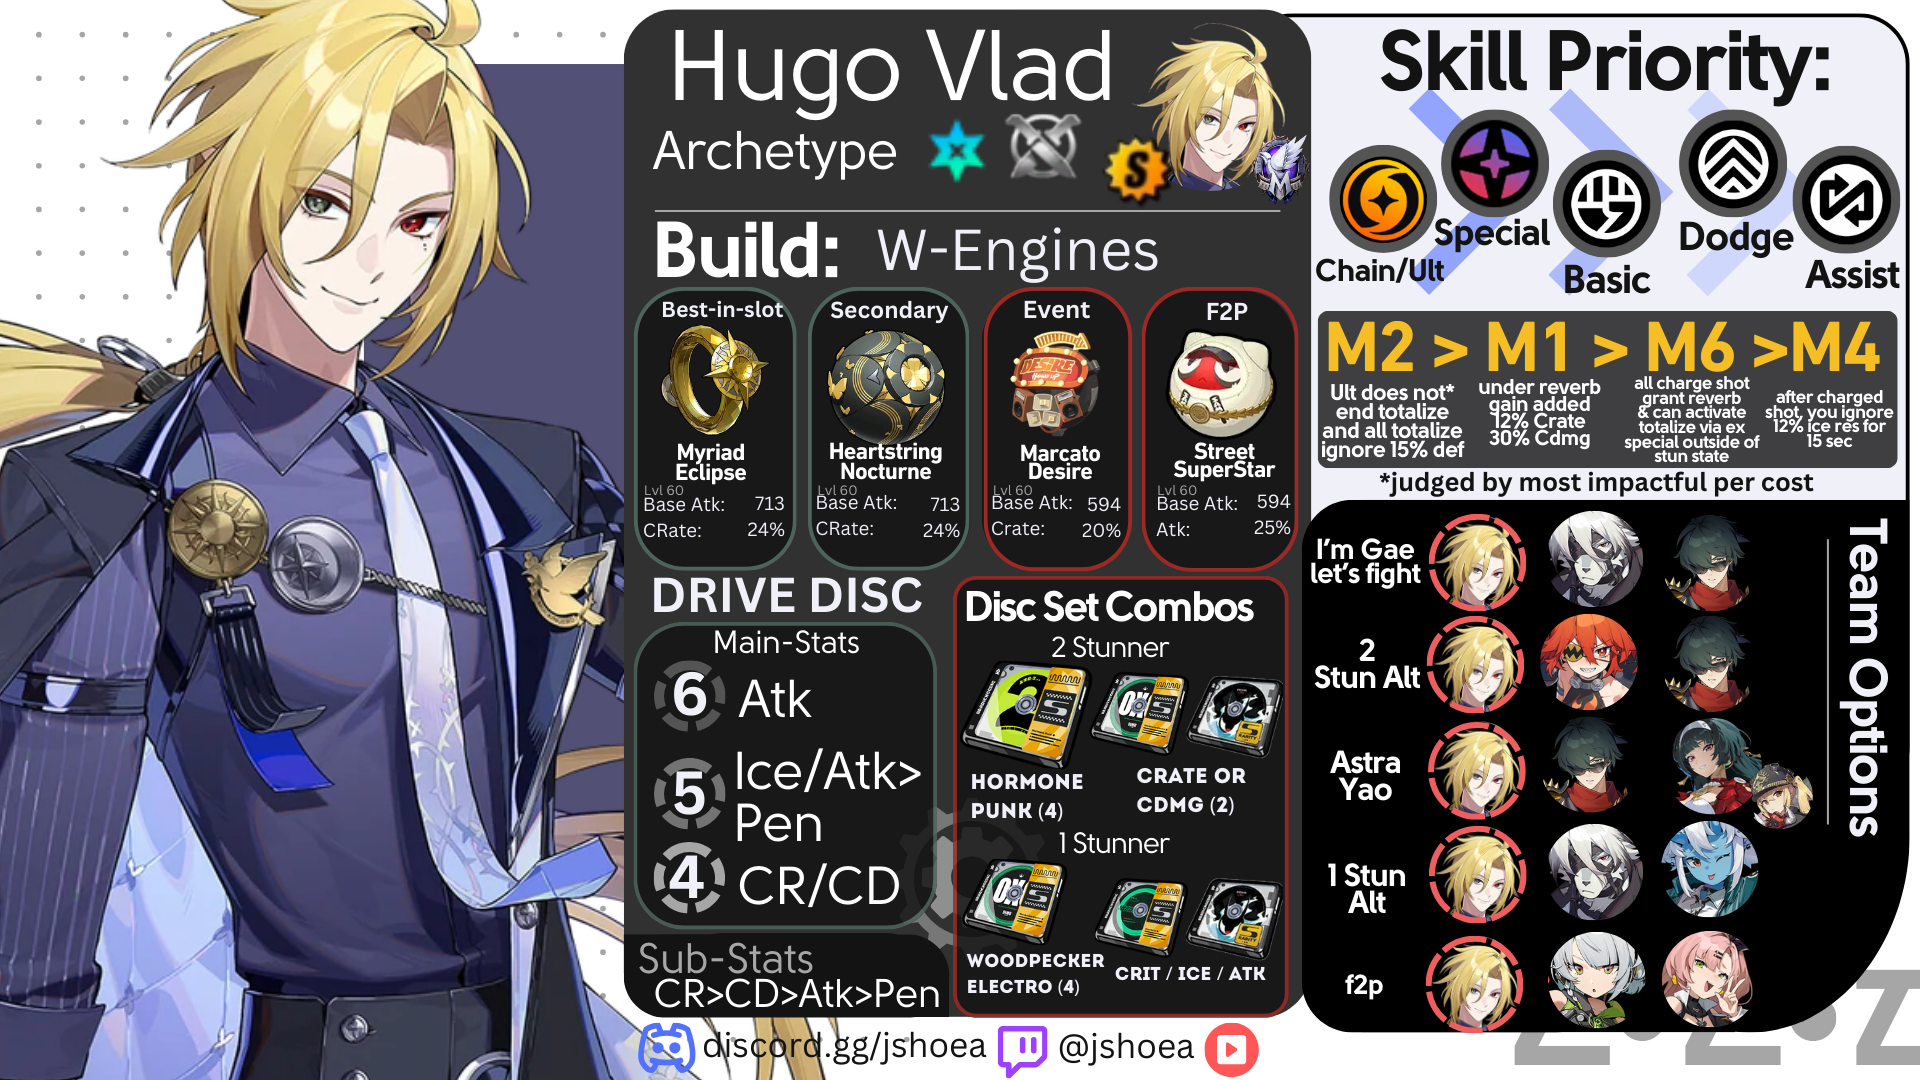 Hugo Vlad
Archetype
S
M
Build: W-Engines
Best-in-slot
Myriad
Eclipse
Lvl 60
Base Atk: 713
CRate: 24%
Secondary
Heartstring
Nocturne
Lvl 60
Base Atk: 713
CRate: 24%
Event
DESIRE
Marcato
Desire
Lvl 60
Base Atk: 594
Crate: 20%
F2P
Street
SuperStar
Lvl 60
Base Atk: 594
Atk: 25%
DRIVE DISC
Main-Stats
6 Atk
5 Ice/Atk>
Pen
4 CR/CD
Sub-Stats
CR>CD>Atk>Pen
Disc Set Combos
2 Stunner
HORMONE
PUNK (4)
CRATE OR
CDMG (2)
1 Stunner
WOODPECKER
ELECTRO (4)
CRIT / ICE / ATK
Skill Priority:
Chain/Ult
Special
Basic
Dodge
Assist
M2 > M1 > M6 >M4
Ult does not*
end totalize
and all totalize
ignore 15% def
under reverb
gain added
12% Crate
30% Cdmg
all charge shot
grant reverb
& can activate
totalize via ex
special outside of
stun state
after charged
shot, you ignore
12% ice res for
15 sec
*judged by most impactful per cost
Team Options
I'm Gae
let's fight
2
Stun Alt
Astra
Yao
1 Stun
Alt
f2p
discord.gg/jshoea
@jshoea
Z•Z•Z